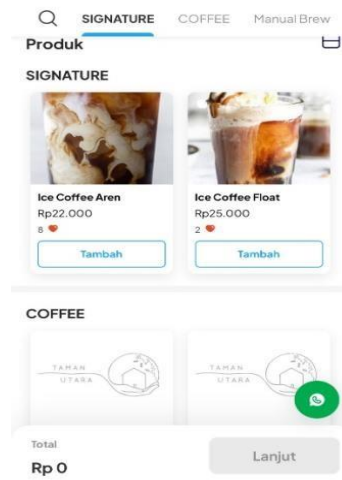 SIGNATURE COFFEE Manual Brew
Produk
SIGNATURE
Ice Coffee Aren
Rp22.000
8
Tambah
Ice Coffee Float
Rp25.000
2
Tambah
COFFEE
TAMAN
UTARA
TAMAN
UTARA
Total
Rp 0
Lanjut